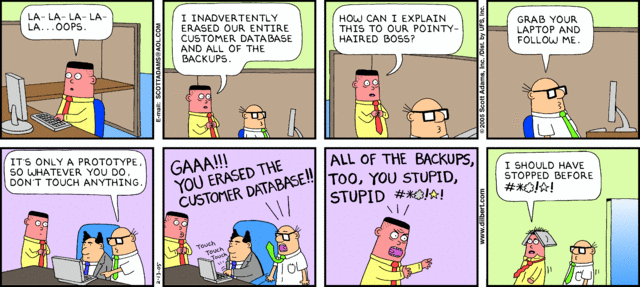 LA- LA- LA- LA-
LA...OOPS.
E-mail: SCOTTADAMS@AOL.COM
I INADVERTENTLY
ERASED OUR ENTIRE
CUSTOMER DATABASE
AND ALL OF THE
BACKUPS.
HOW CAN I EXPLAIN
THIS TO OUR POINTY-
HAIRED BOSS?
© 2005 Scott Adams, Inc. /Dist. by UFS, Inc.
GRAB YOUR
LAPTOP AND
FOLLOW ME.
IT'S ONLY A PROTOTYPE,
SO WHATEVER YOU DO,
DON'T TOUCH ANYTHING.
2-13-05
GAAA!!!
YOU ERASED THE
CUSTOMER DATABASE!!
TOUCH
TOUCH
TOUCH
ALL OF THE BACKUPS,
TOO, YOU STUPID,
STUPID #*💥!☆!
www.dilbert.com
I SHOULD HAVE
STOPPED BEFORE
#*💥!☆!